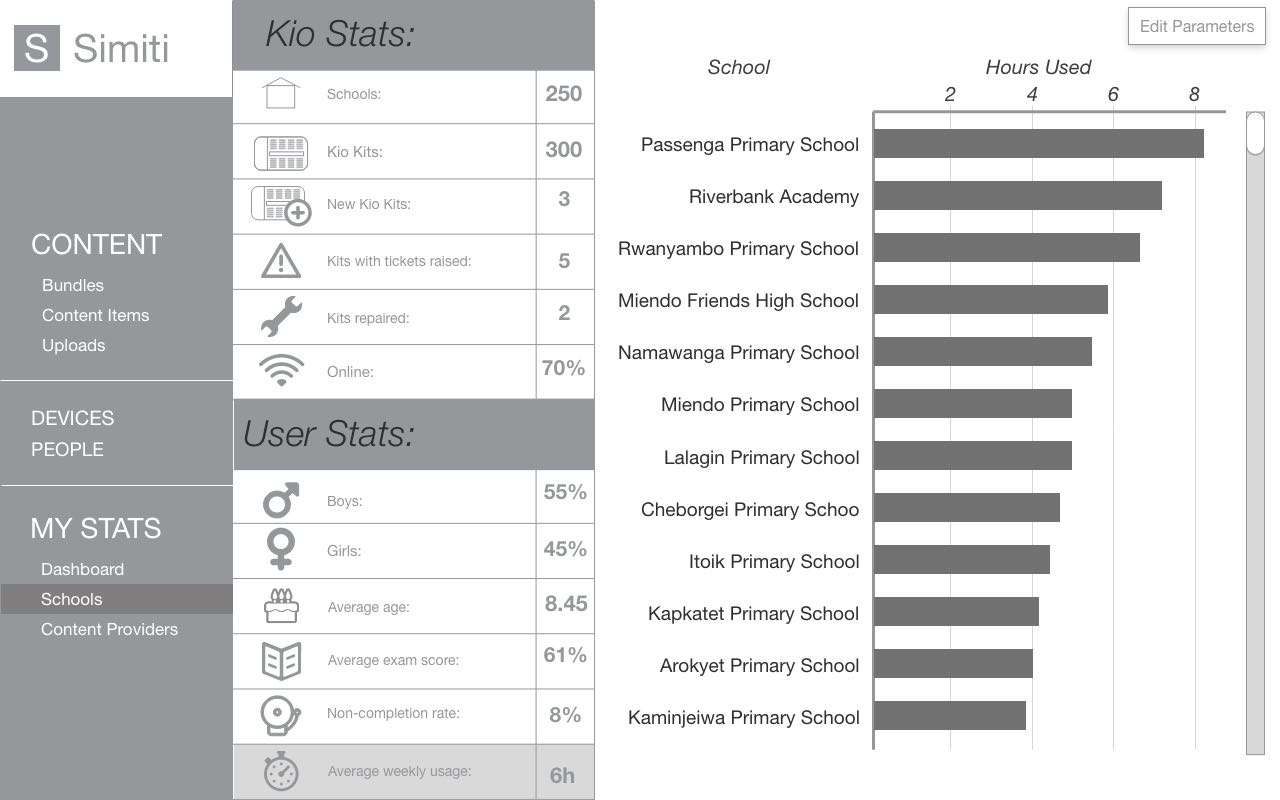 S Simiti
CONTENT
Bundles
Content Items
Uploads
DEVICES
PEOPLE
MY STATS
Dashboard
Schools
Content Providers
Kio Stats:
Schools: 250
Kio Kits: 300
New Kio Kits: 3
Kits with tickets raised: 5
Kits repaired: 2
Online: 70%
User Stats:
Boys: 55%
Girls: 45%
Average age: 8.45
Average exam score: 61%
Non-completion rate: 8%
Average weekly usage: 6h
Edit Parameters
School Hours Used
2 4 6 8
Passenga Primary School
Riverbank Academy
Rwanyambo Primary School
Miendo Friends High School
Namawanga Primary School
Miendo Primary School
Lalagin Primary School
Cheborgei Primary Schoo
Itoik Primary School
Kapkatet Primary School
Arokyet Primary School
Kaminjeiwa Primary School